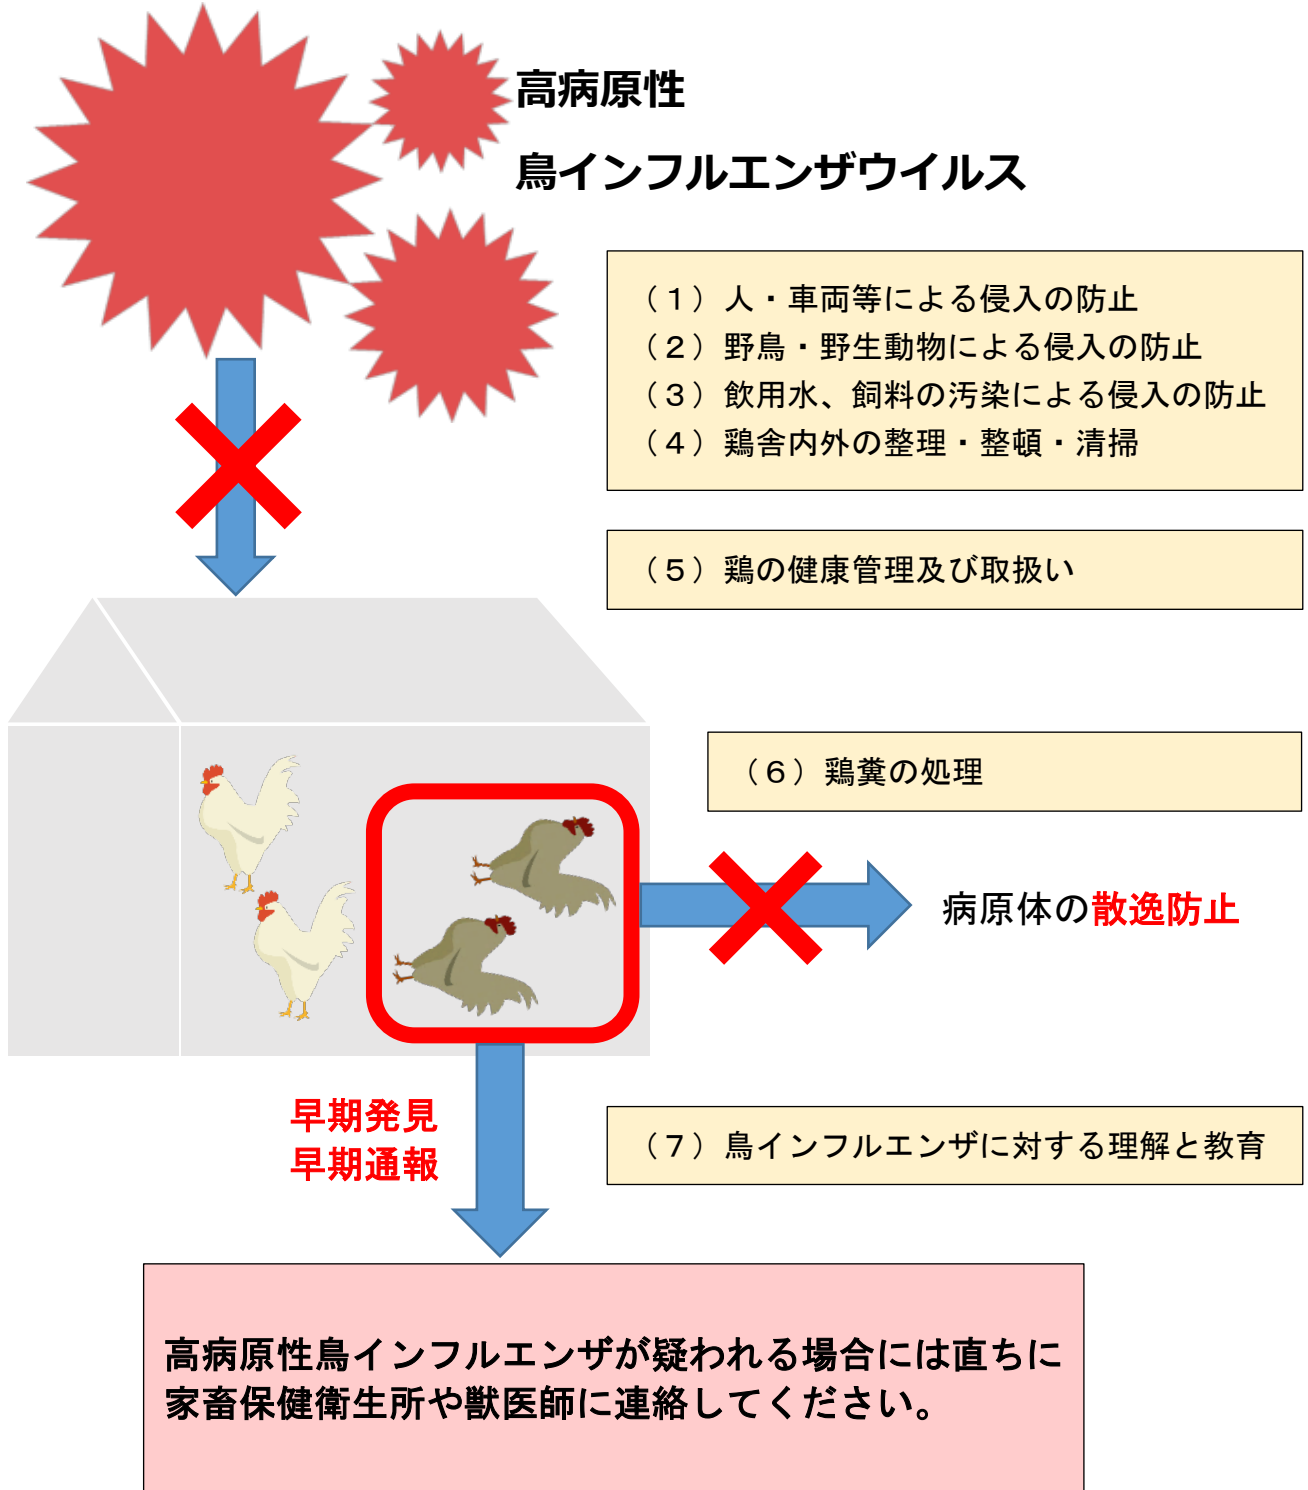 高病原性
鳥インフルエンザウイルス
（１）人・車両等による侵入の防止
（２）野鳥・野生動物による侵入の防止
（３）飲用水、飼料の汚染による侵入の防止
（４）鶏舎内外の整理・整頓・清掃
（５）鶏の健康管理及び取扱い
（６）鶏糞の処理
病原体の散逸防止
早期発見
早期通報
（７）鳥インフルエンザに対する理解と教育
高病原性鳥インフルエンザが疑われる場合には直ちに
家畜保健衛生所や獣医師に連絡してください。